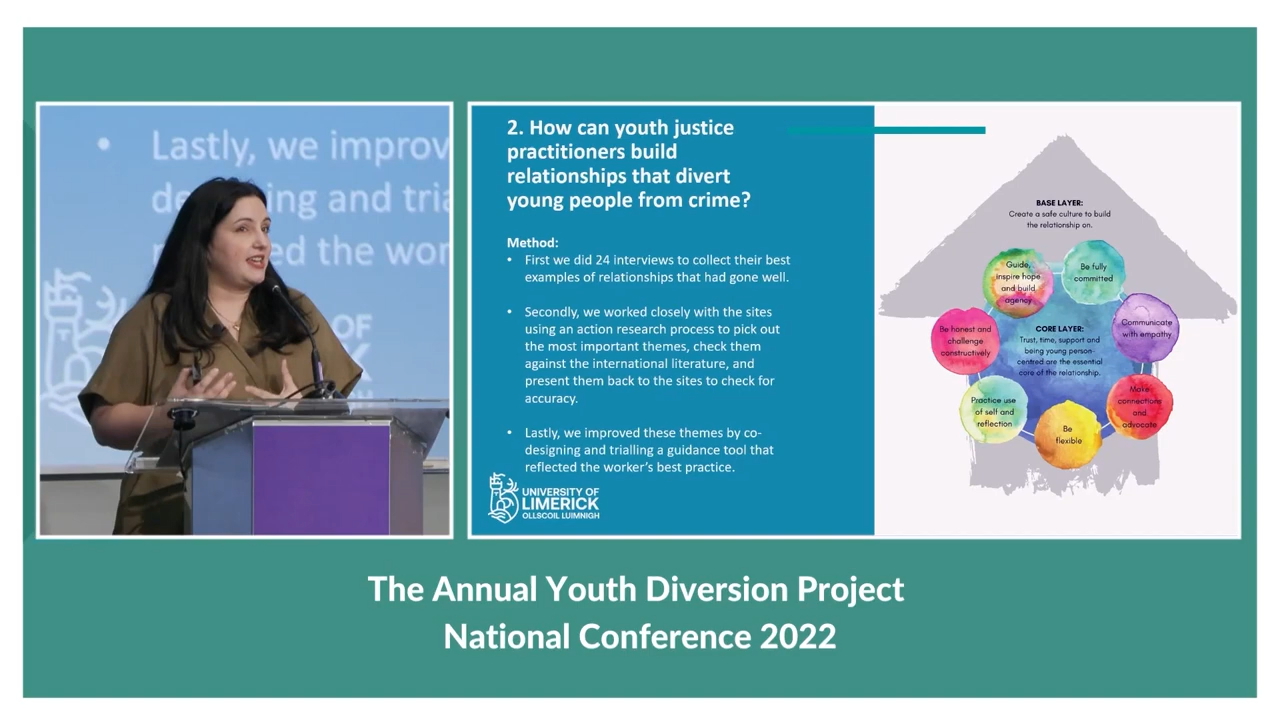 • Lastly, we improv
de ing and tria
ed the wor
OF
2. How can youth justice
practitioners build
relationships that divert
young people from crime?
Method:
• First we did 24 interviews to collect their best
examples of relationships that had gone well.
• Secondly, we worked closely with the sites
using an action research process to pick out
the most important themes, check them
against the international literature, and
present them back to the sites to check for
accuracy.
• Lastly, we improved these themes by co-
designing and trialling a guidance tool that
reflected the worker's best practice.
UNIVERSITY OF
LIMERICK
OLLSCOIL LUIMNIGH
BASE LAYER:
Create a safe culture to build
the relationship on.
Guide,
inspire hope
and build
agency
Be fully
committed
Be honest and
challenge
constructively
CORE LAYER:
Trust, time, support and
being young person-
centred are the essential
core of the relationship.
Communicate
with empathy
Practice use
of self and
reflection
Be
flexible
Make
connections
and
advocate
The Annual Youth Diversion Project
National Conference 2022